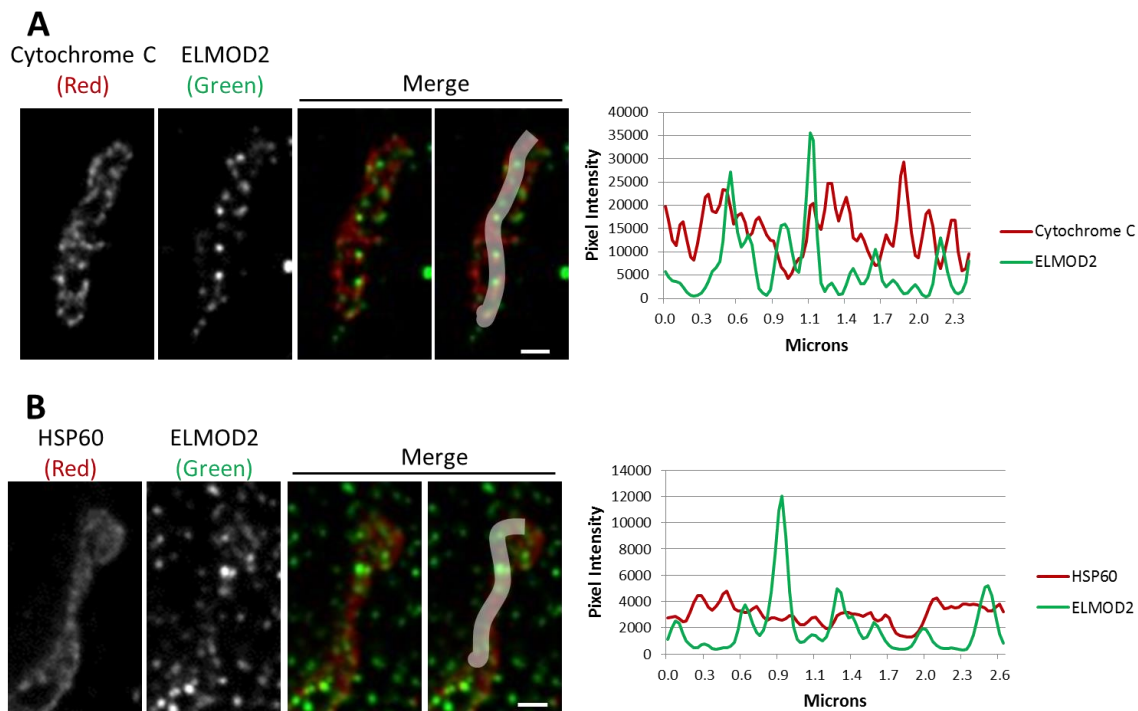 A
Cytochrome C
(Red)
ELMOD2
(Green)
Merge
Pixel Intensity
40000
35000
30000
25000
20000
15000
10000
5000
0
0.0 0.3 0.6 0.9 1.1 1.4 1.7 2.0 2.3
Microns
Cytochrome C
ELMOD2
B
HSP60
(Red)
ELMOD2
(Green)
Merge
Pixel Intensity
14000
12000
10000
8000
6000
4000
2000
0
0.0 0.3 0.6 0.9 1.1 1.4 1.7 2.0 2.3 2.6
Microns
HSP60
ELMOD2